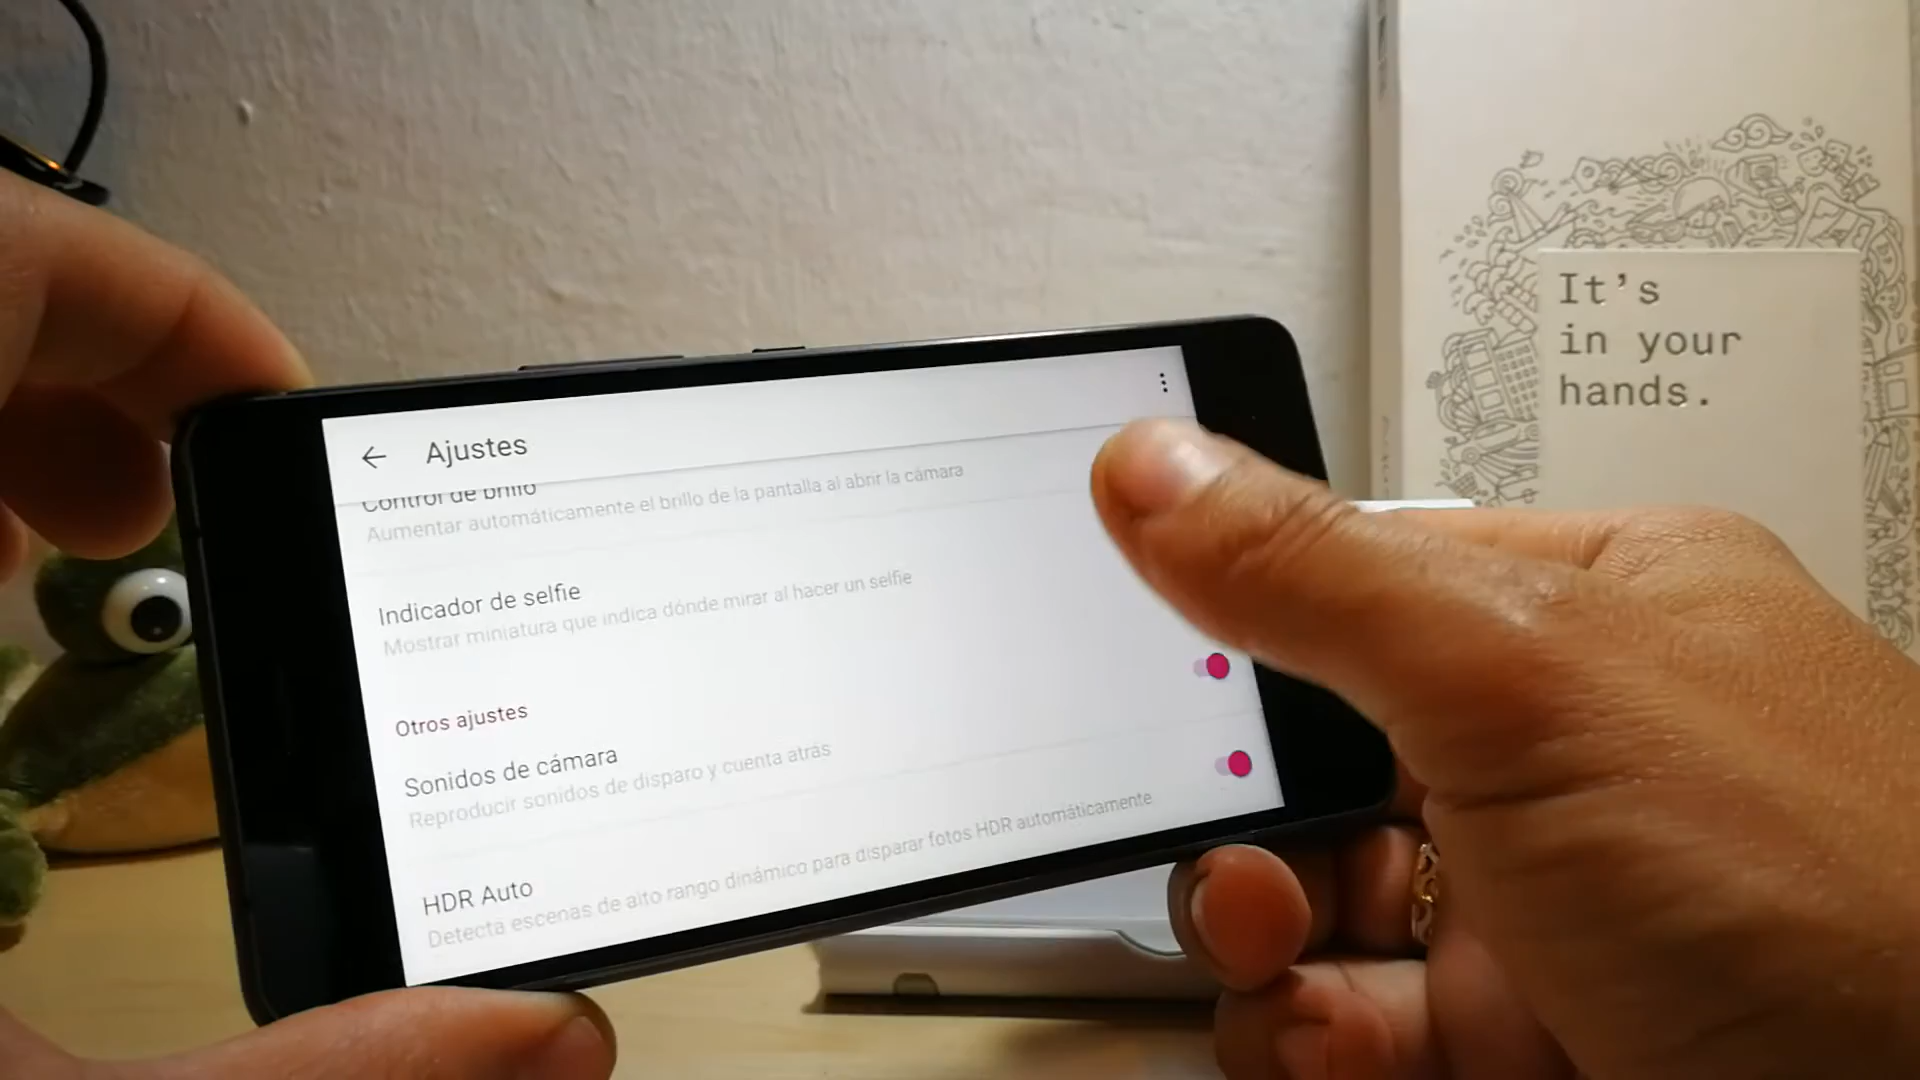 Ajustes
Control de brillo
Aumentar automáticamente el brillo de la pantalla al abrir la cámara
Indicador de selfie
Mostrar miniatura que indica dónde mirar al hacer un selfie
Otros ajustes
Sonidos de cámara
Reproducir sonidos de disparo y cuenta atrás
HDR Auto
Detecta escenas de alto rango dinámico para disparar fotos HDR automáticamente
It's
in your
hands.